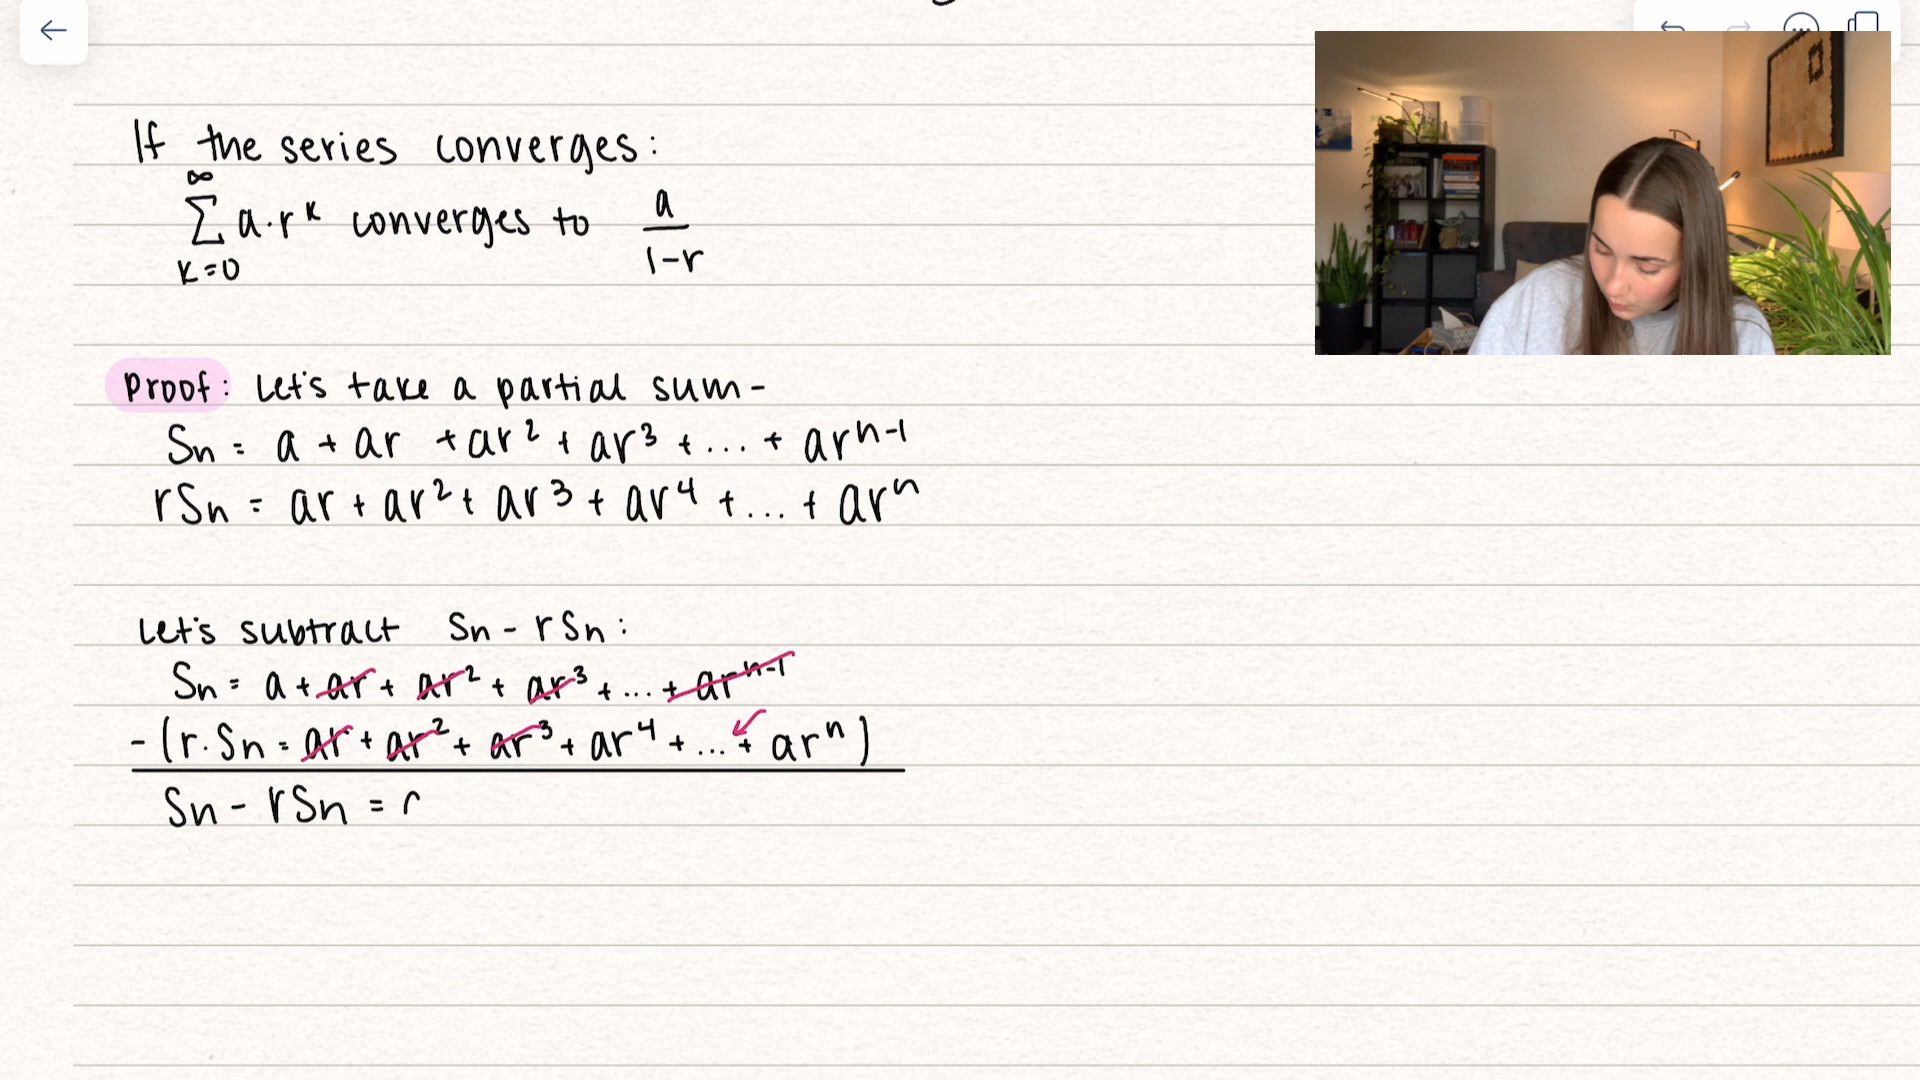 If the series converges:
∞
∑ a·r^k converges to a/(1-r)
k=0
Proof: Let's take a partial sum-
Sn = a + ar + ar² + ar³ + ... + ar^(n-1)
rSn = ar + ar² + ar³ + ar⁴ + ... + ar^n
Let's subtract Sn - rSn:
Sn = a + ar + ar² + ar³ + ... + ar^(n-1)
-(r·Sn = ar + ar² + ar³ + ar⁴ + ... + ar^n)
Sn - rSn =